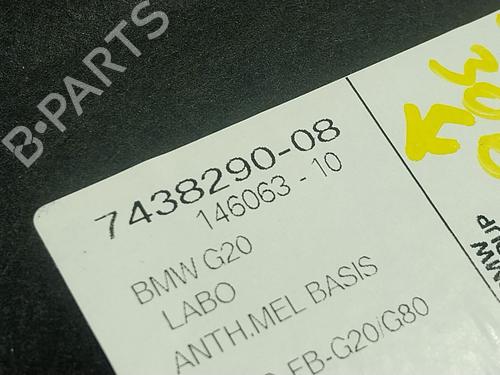 B·PARTS
7438290-08
146063 - 10
BMW G20
LABO
ANTH.MEL BASIS
FB-G20/G80